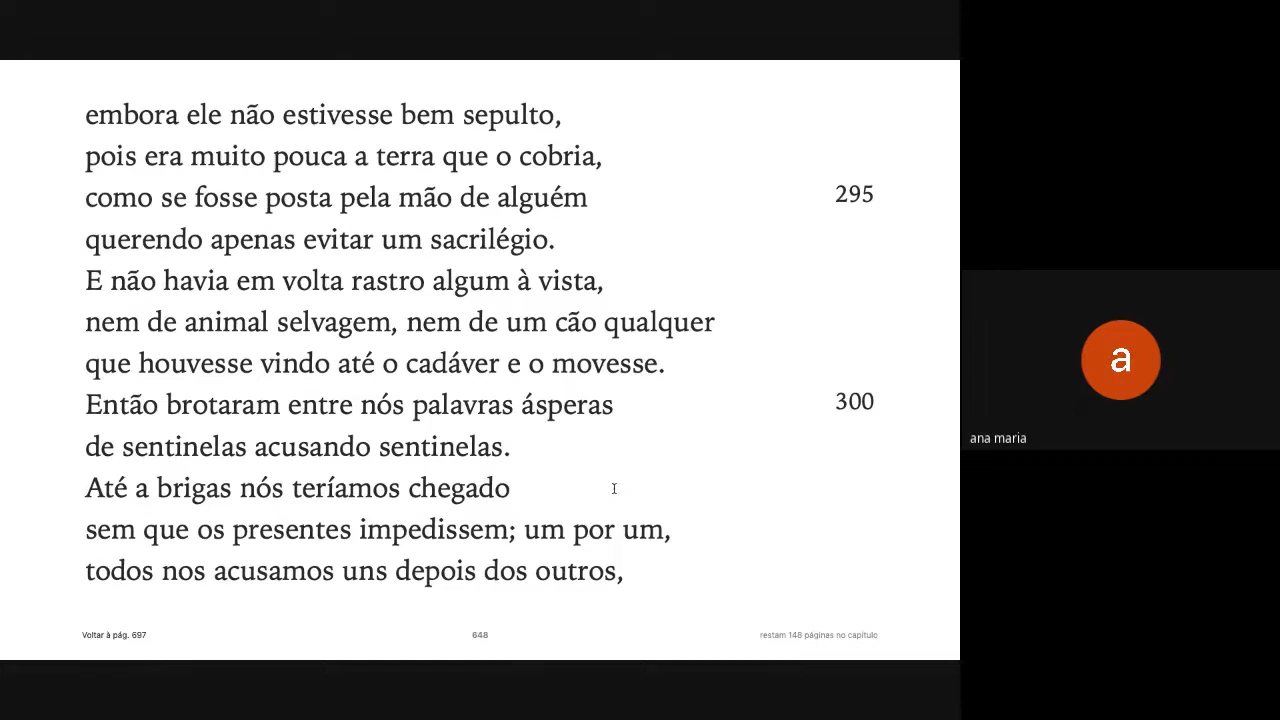 embora ele não estivesse bem sepulto,
pois era muito pouca a terra que o cobria,
como se fosse posta pela mão de alguém 295
querendo apenas evitar um sacrilégio.
E não havia em volta rastro algum à vista,
nem de animal selvagem, nem de um cão qualquer
que houvesse vindo até o cadáver e o movesse.
Então brotaram entre nós palavras ásperas 300
de sentinelas acusando sentinelas.
Até a brigas nós teríamos chegado
sem que os presentes impedissem; um por um,
todos nos acusamos uns depois dos outros,
Voltar à pág. 697 648 restam 148 páginas no capítulo
a
ana maria